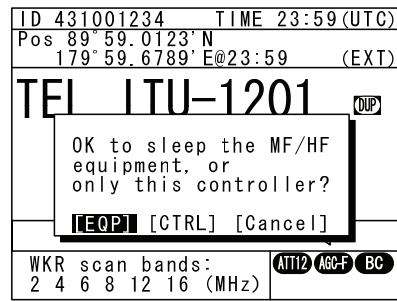 ID 431001234 TIME 23:59(UTC)
Pos 89°59.0123'N
179°59.6789'E@23:59 (EXT)
TEL ITU-1201 DUP
OK to sleep the MF/HF
equipment, or
only this controller?
[EQP] [CTRL] [Cancel]
WKR scan bands: ATT12 AGC-F BC
2 4 6 8 12 16 (MHz)